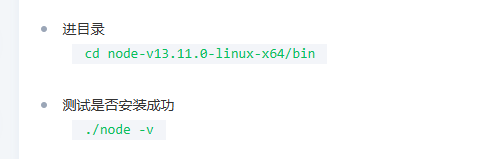 进目录
cd node-v13.11.0-linux-x64/bin
测试是否安装成功
./node -v